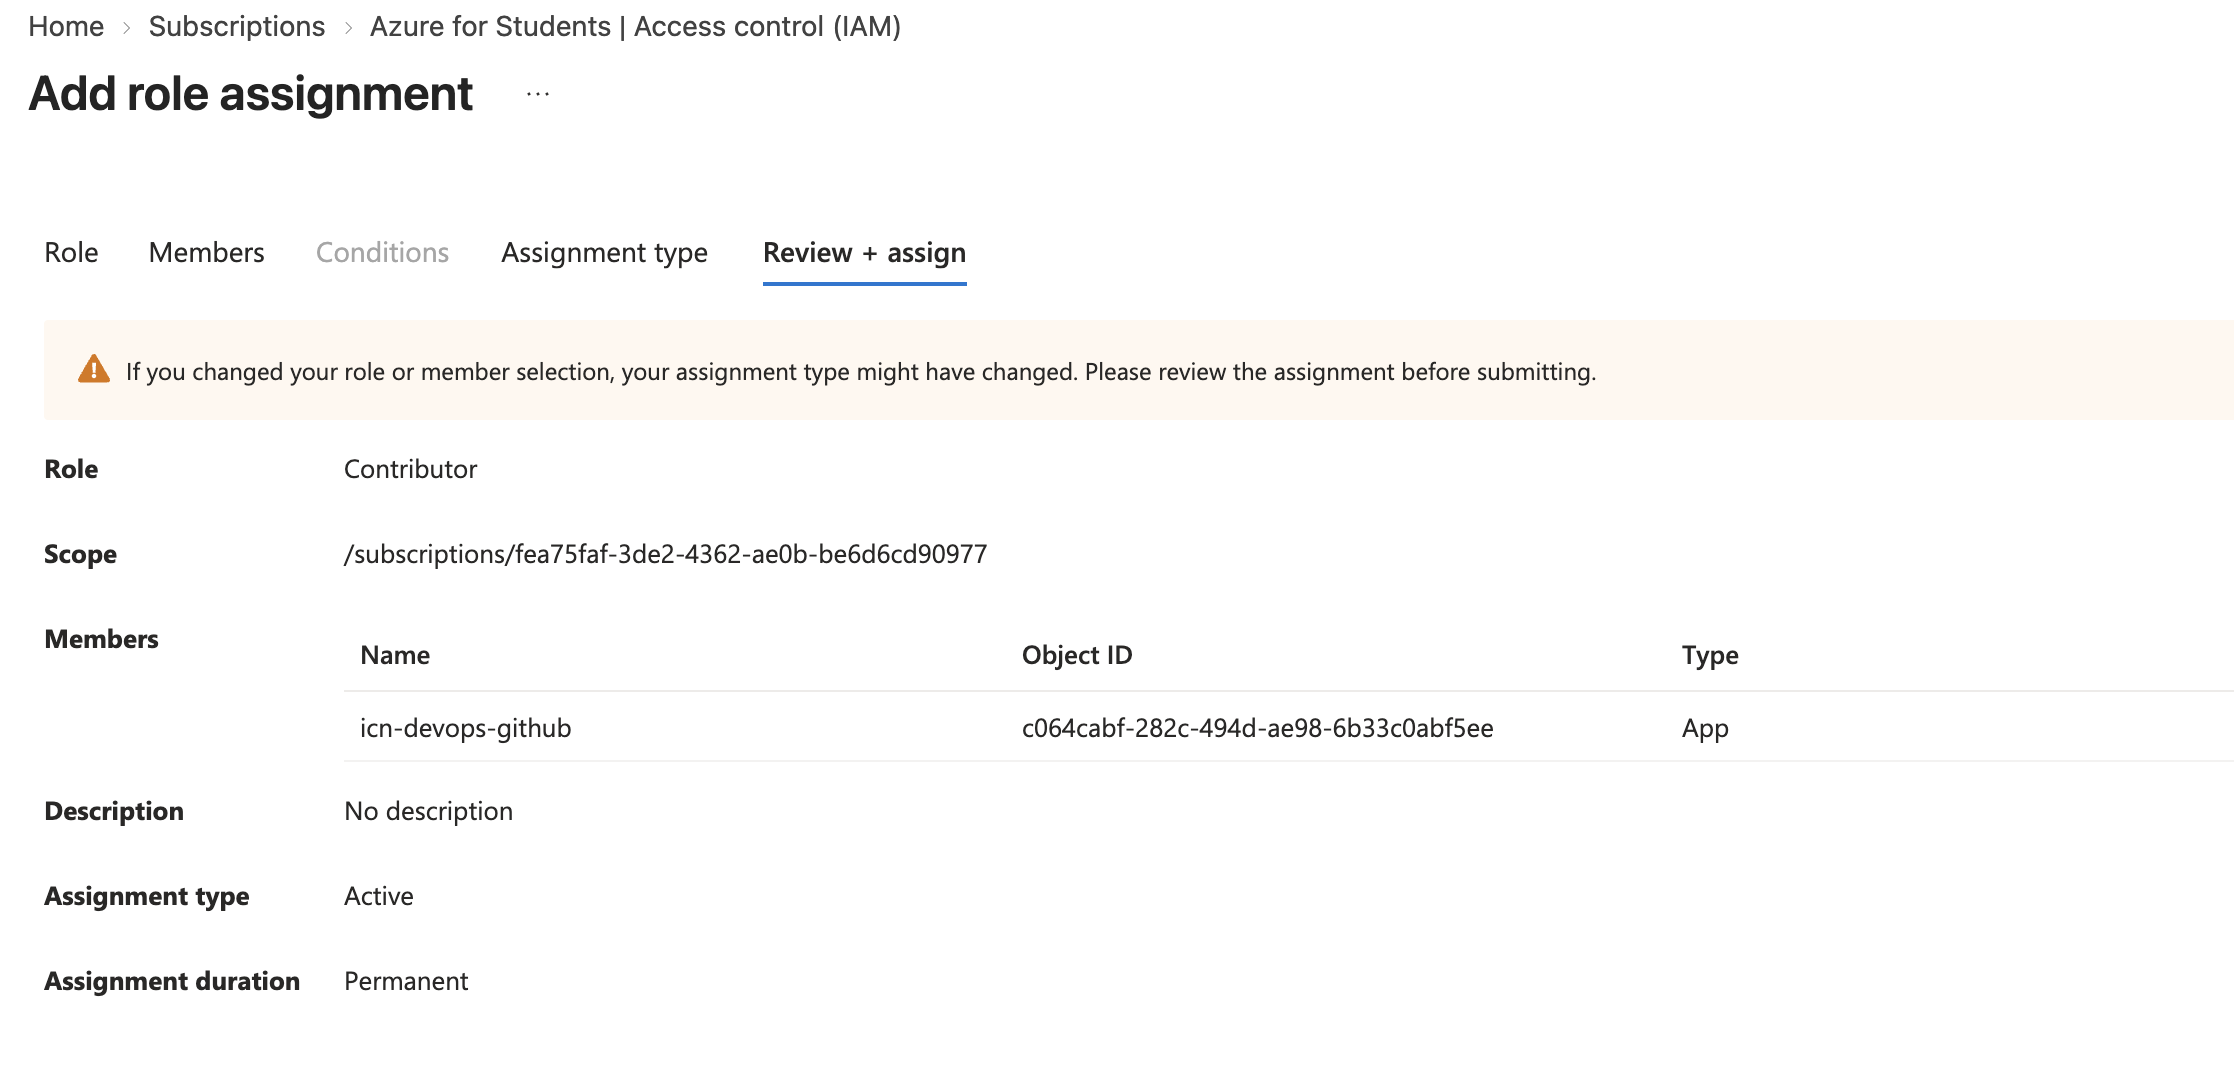 Home > Subscriptions > Azure for Students | Access control (IAM)
Add role assignment ...
Role Members Conditions Assignment type Review + assign
If you changed your role or member selection, your assignment type might have changed. Please review the assignment before submitting.
Role Contributor
Scope /subscriptions/fea75faf-3de2-4362-ae0b-be6d6cd90977
Members
Name Object ID Type
icn-devops-github c064cabf-282c-494d-ae98-6b33c0abf5ee App
Description No description
Assignment type Active
Assignment duration Permanent